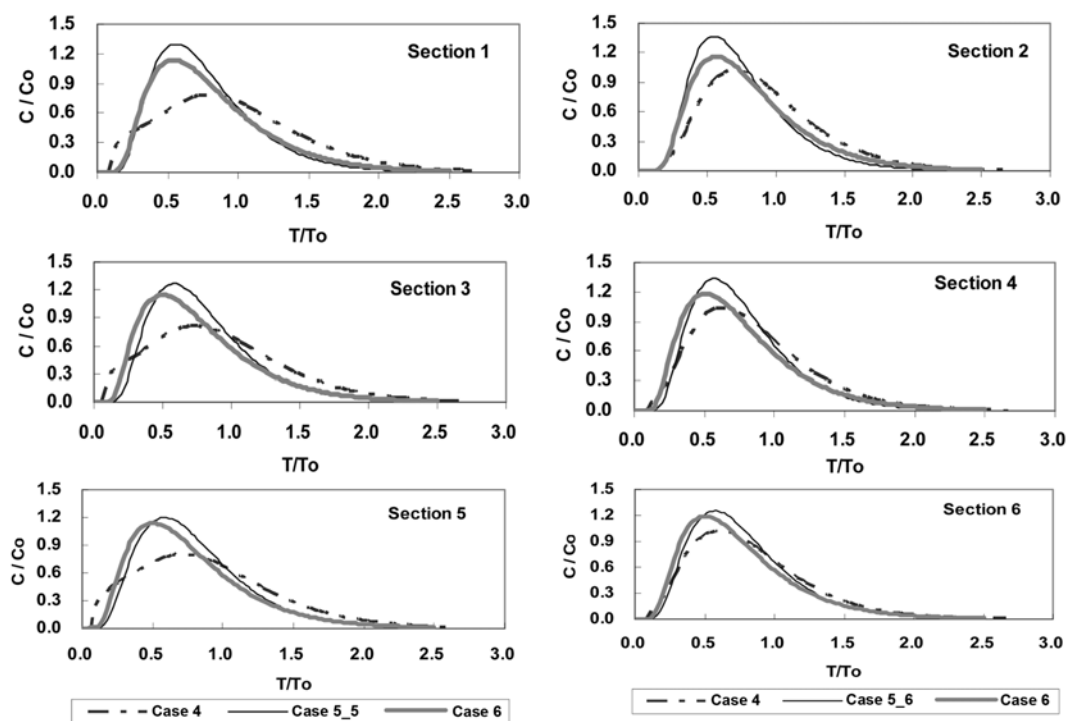 1.5
1.2
0.9
0.6
0.3
0.0
C / Co
Section 1
0.0 0.5 1.0 1.5 2.0 2.5 3.0
T/To
1.5
1.2
0.9
0.6
0.3
0.0
C / Co
Section 2
0.0 0.5 1.0 1.5 2.0 2.5 3.0
T/To
1.5
1.2
0.9
0.6
0.3
0.0
C / Co
Section 3
0.0 0.5 1.0 1.5 2.0 2.5 3.0
T/To
1.5
1.2
0.9
0.6
0.3
0.0
C / Co
Section 4
0.0 0.5 1.0 1.5 2.0 2.5 3.0
T/To
1.5
1.2
0.9
0.6
0.3
0.0
C / Co
Section 5
0.0 0.5 1.0 1.5 2.0 2.5 3.0
T/To
Case 4 Case 5_5 Case 6
1.5
1.2
0.9
0.6
0.3
0.0
C / Co
Section 6
0.0 0.5 1.0 1.5 2.0 2.5 3.0
T/To
Case 4 Case 5_6 Case 6